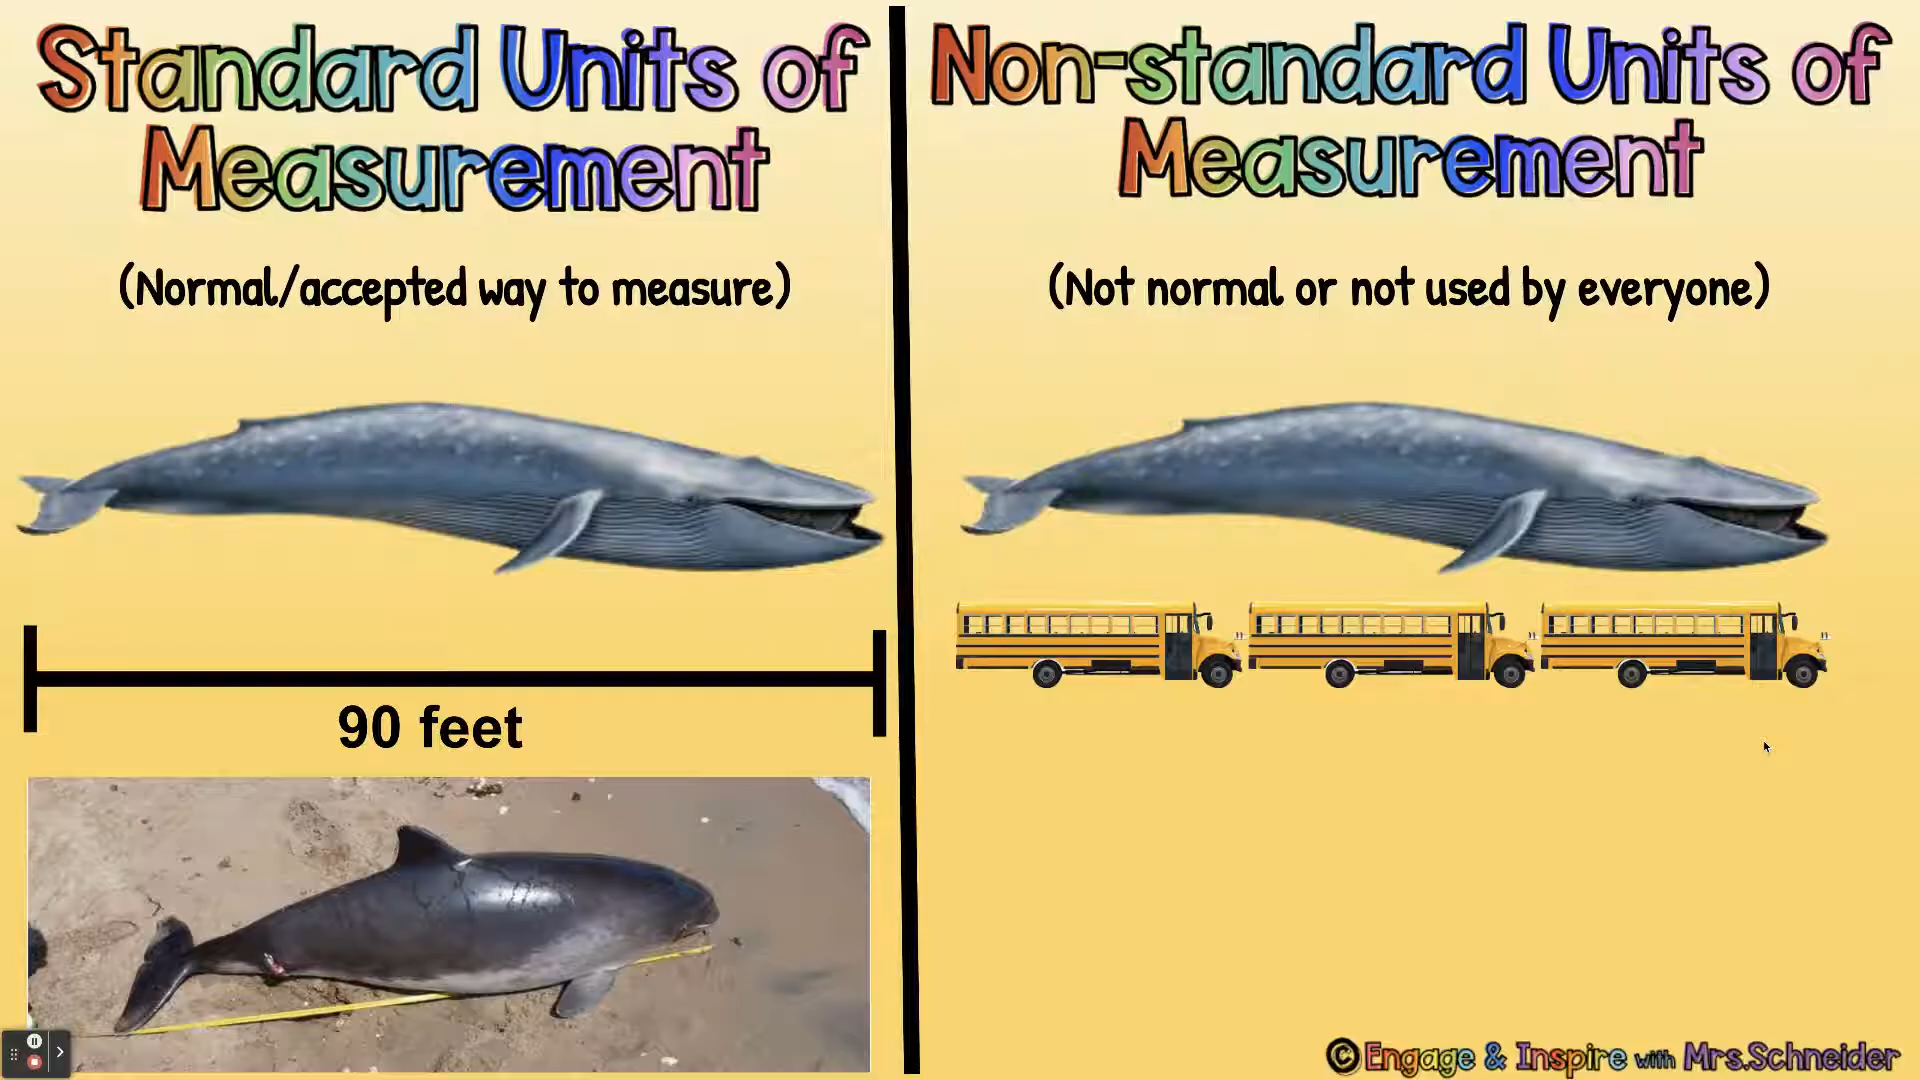 Standard Units of
Measurement
(Normal/accepted way to measure)
90 feet
Non-standard Units of
Measurement
(Not normal or not used by everyone)
©Engage & Inspire with Mrs.Schneider